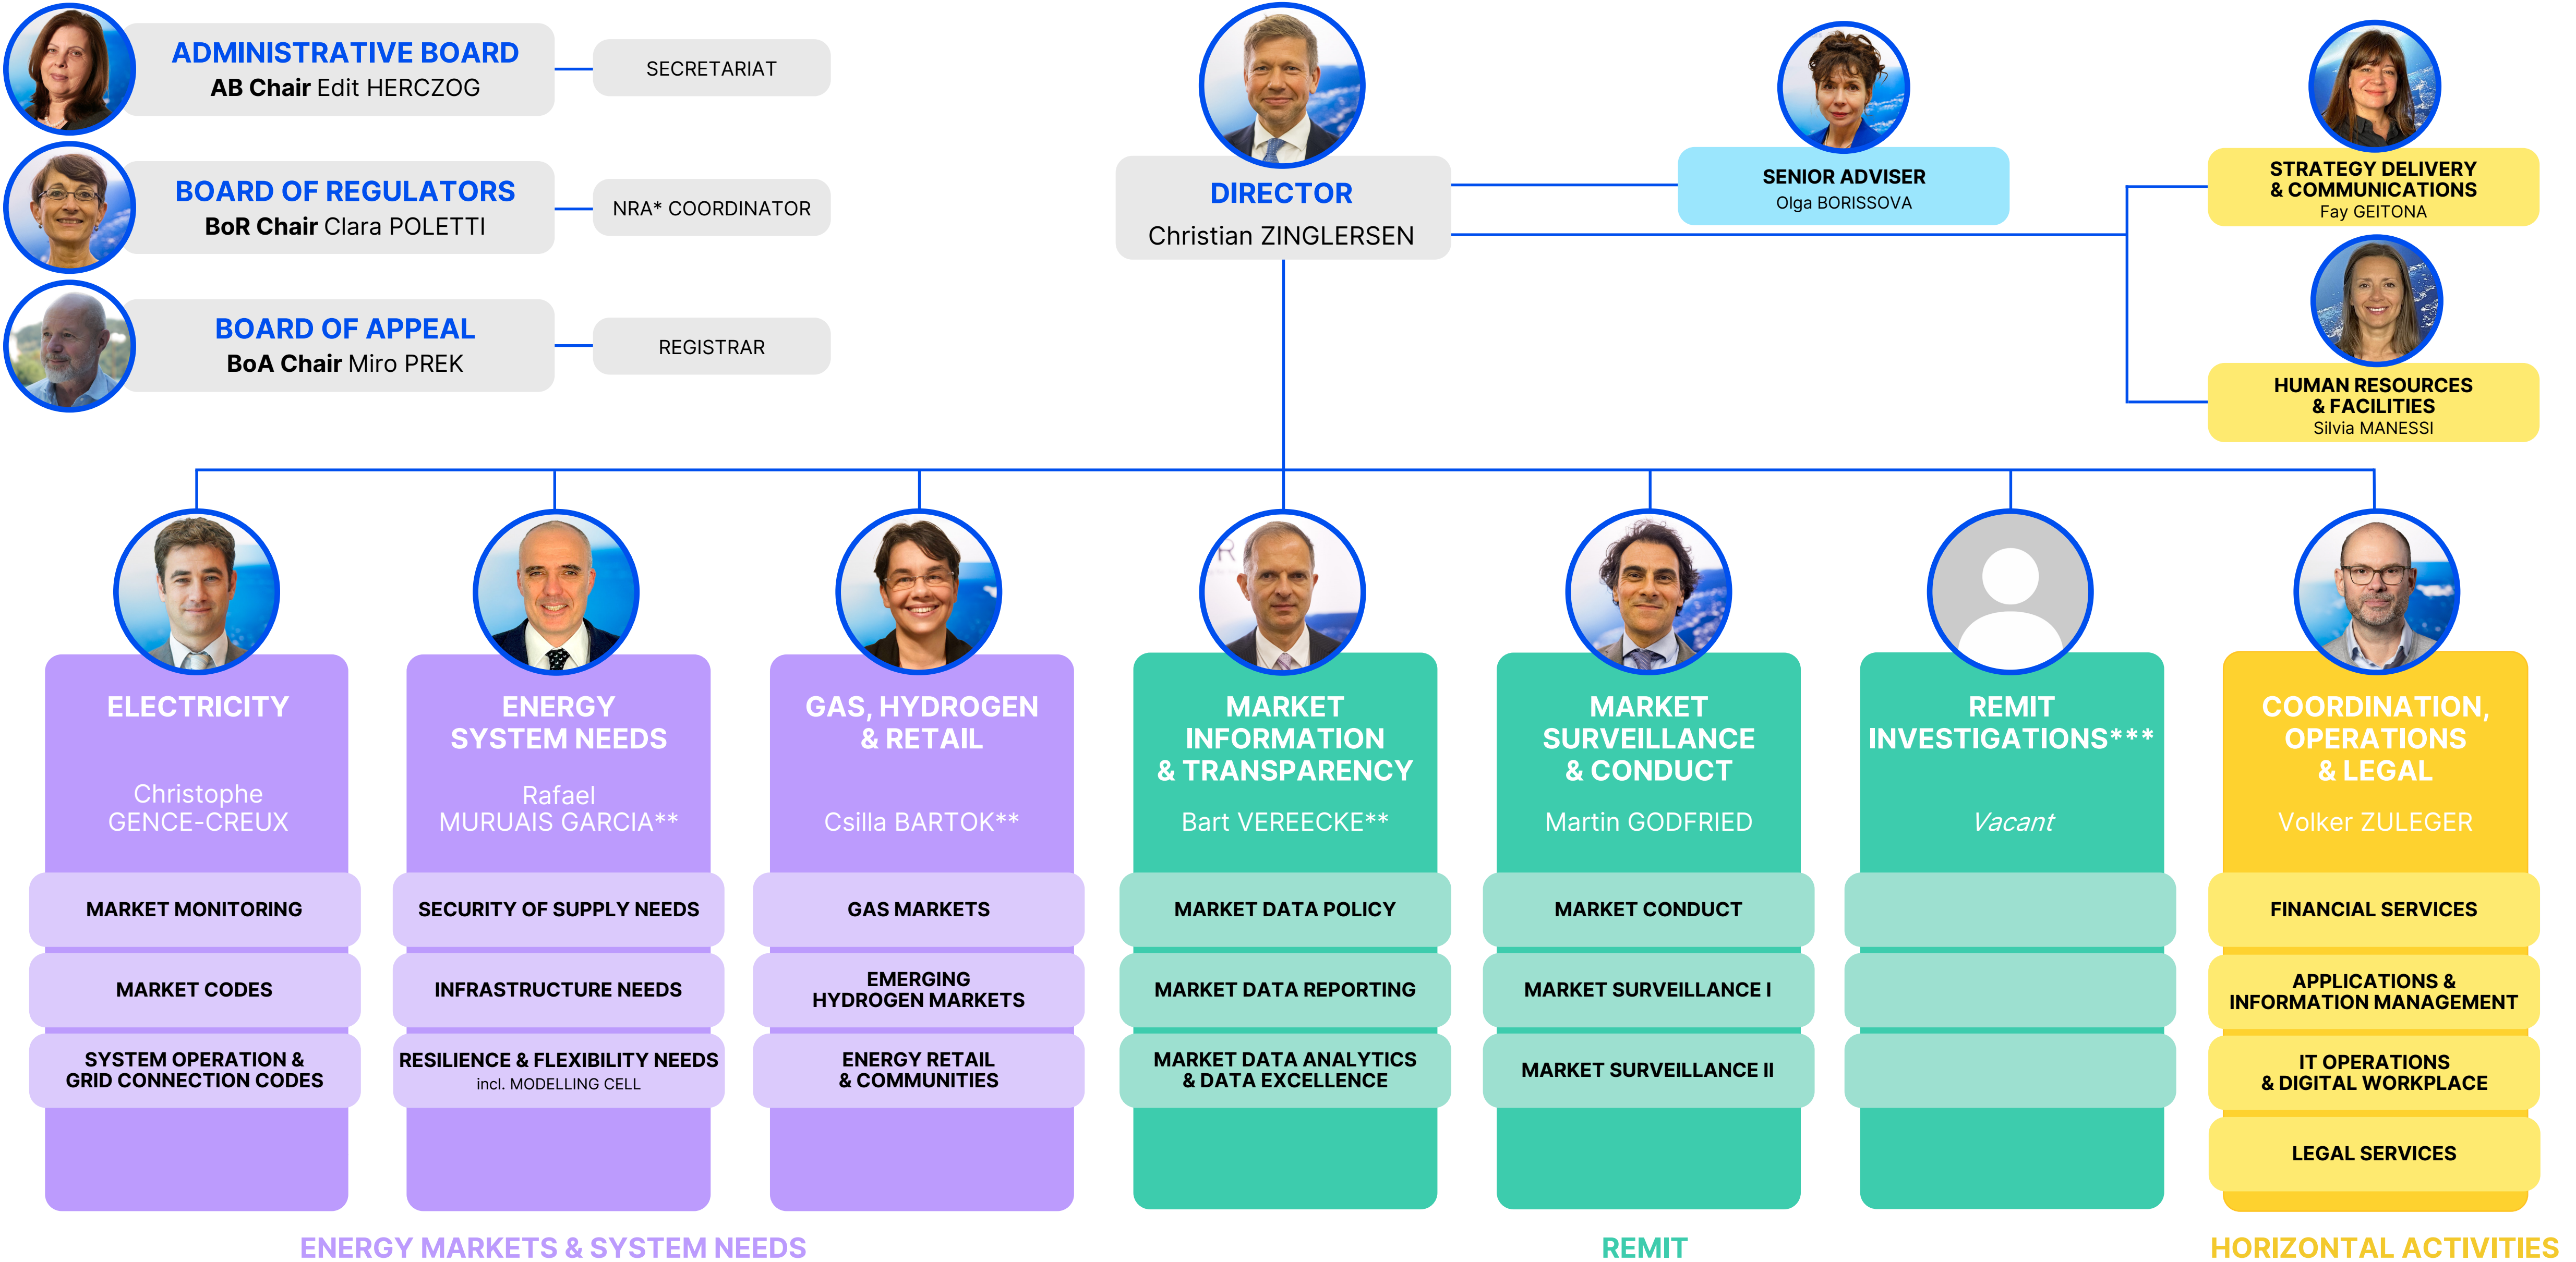 ADMINISTRATIVE BOARD
AB Chair Edit HERCZOG
SECRETARIAT
BOARD OF REGULATORS
BoR Chair Clara POLETTI
NRA* COORDINATOR
BOARD OF APPEAL
BoA Chair Miro PREK
REGISTRAR
DIRECTOR
Christian ZINGLERSEN
SENIOR ADVISER
Olga BORISSOVA
STRATEGY DELIVERY
& COMMUNICATIONS
Fay GEITONA
HUMAN RESOURCES
& FACILITIES
Silvia MANESSI
ELECTRICITY
Christophe
GENCE-CREUX
MARKET MONITORING
MARKET CODES
SYSTEM OPERATION &
GRID CONNECTION CODES
ENERGY
SYSTEM NEEDS
Rafael
MURUAIS GARCIA**
SECURITY OF SUPPLY NEEDS
INFRASTRUCTURE NEEDS
RESILIENCE & FLEXIBILITY NEEDS
incl. MODELLING CELL
GAS, HYDROGEN
& RETAIL
Csilla BARTOK**
GAS MARKETS
EMERGING
HYDROGEN MARKETS
ENERGY RETAIL
& COMMUNITIES
MARKET
INFORMATION
& TRANSPARENCY
Bart VEREECKE**
MARKET DATA POLICY
MARKET DATA REPORTING
MARKET DATA ANALYTICS
& DATA EXCELLENCE
MARKET
SURVEILLANCE
& CONDUCT
Martin GODFRIED
MARKET CONDUCT
MARKET SURVEILLANCE I
MARKET SURVEILLANCE II
REMIT
INVESTIGATIONS***
Vacant
COORDINATION,
OPERATIONS
& LEGAL
Volker ZULEGER
FINANCIAL SERVICES
APPLICATIONS &
INFORMATION MANAGEMENT
IT OPERATIONS
& DIGITAL WORKPLACE
LEGAL SERVICES
ENERGY MARKETS & SYSTEM NEEDS
REMIT
HORIZONTAL ACTIVITIES